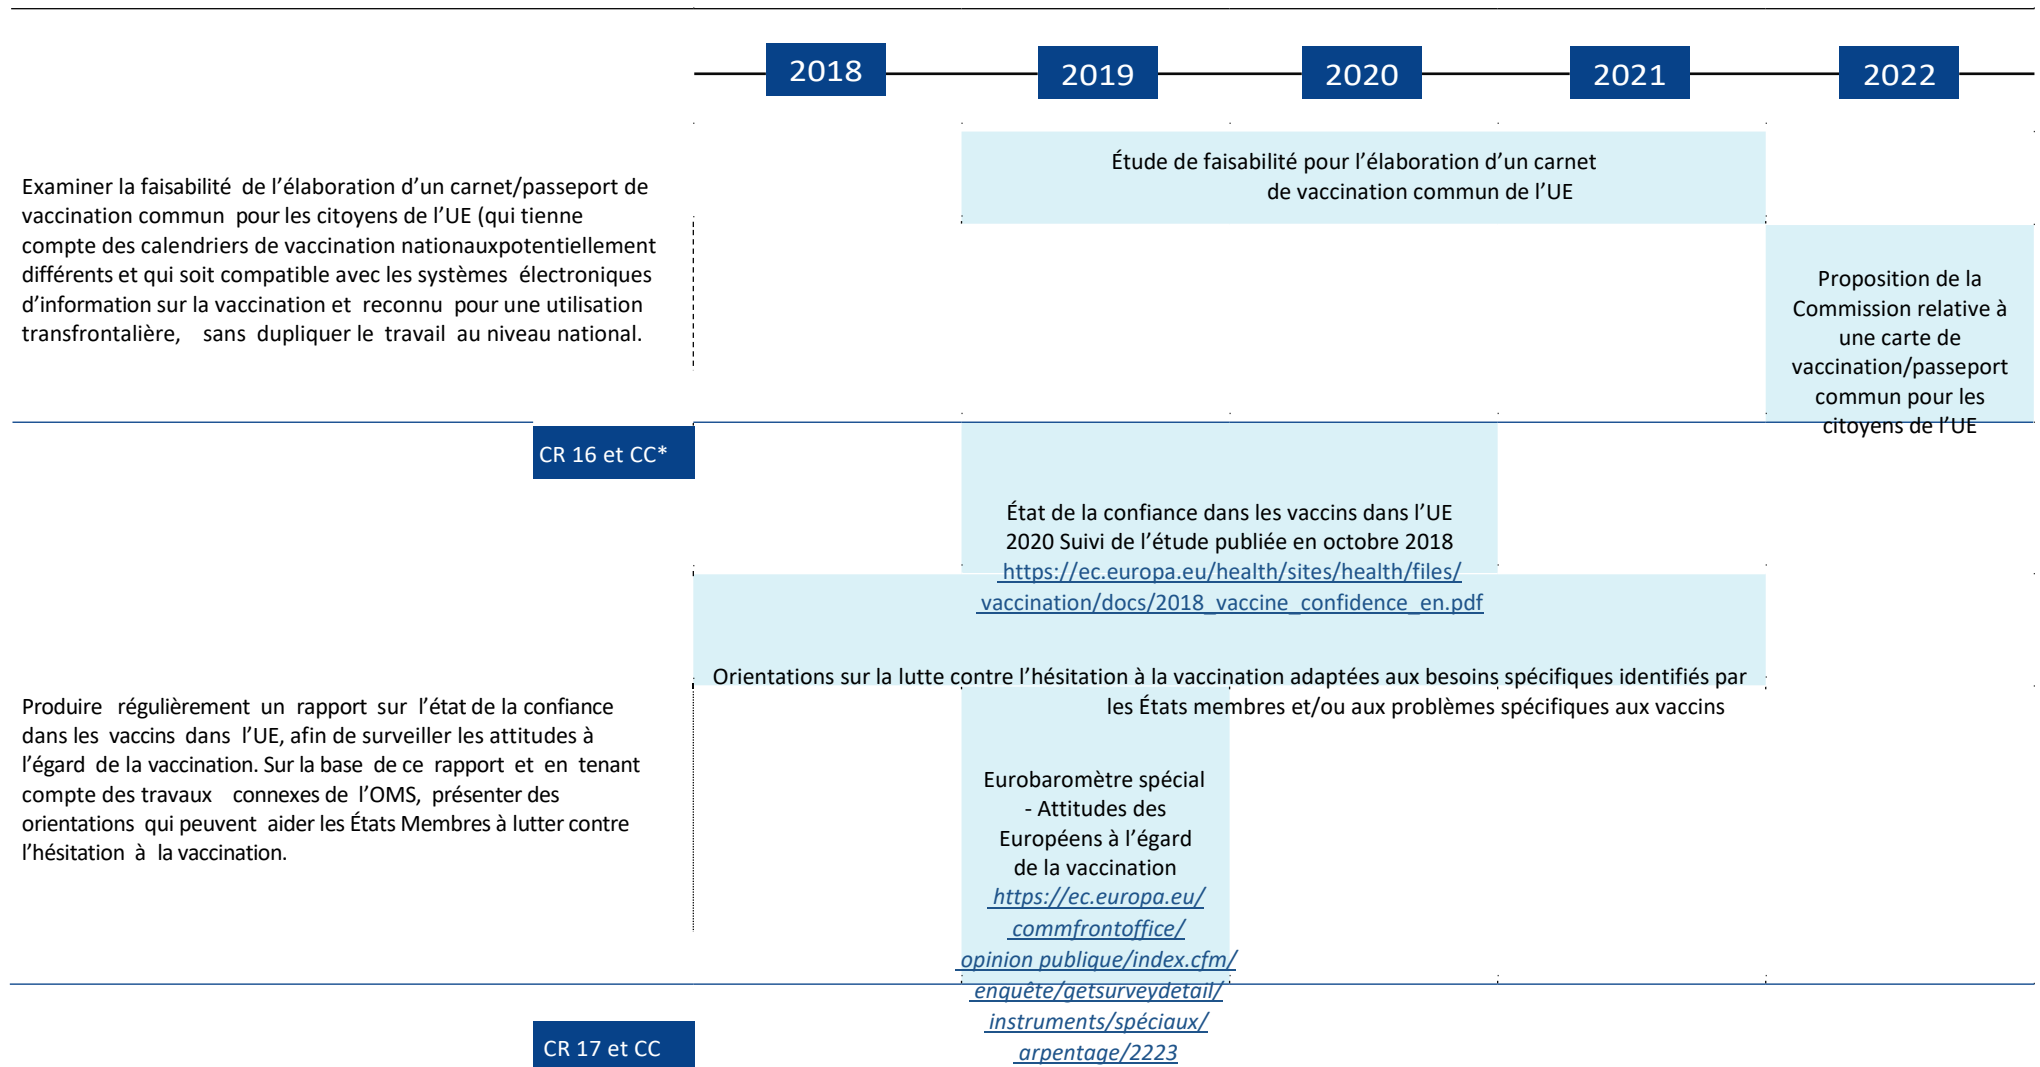 2018
2019
2020
2021
2022
Étude de faisabilité pour l’élaboration d’un carnet
de vaccination commun de l’UE
Examiner la faisabilité de l’élaboration d’un carnet/passeport de
vaccination commun pour les citoyens de l’UE (qui tienne
compte des calendriers de vaccination nationauxpotentiellement
différents et qui soit compatible avec les systèmes électroniques
d’information sur la vaccination et reconnu pour une utilisation
transfrontalière, sans dupliquer le travail au niveau national.
Proposition de la
Commission relative à
une carte de
vaccination/passeport
commun pour les
citoyens de l’UE
CR 16 et CC*
État de la confiance dans les vaccins dans l’UE
2020 Suivi de l’étude publiée en octobre 2018
https://ec.europa.eu/health/sites/health/files/
vaccination/docs/2018_vaccine_confidence_en.pdf
Orientations sur la lutte contre l’hésitation à la vaccination adaptées aux besoins spécifiques identifiés par
les États membres et/ou aux problèmes spécifiques aux vaccins
Produire régulièrement un rapport sur l’état de la confiance
dans les vaccins dans l’UE, afin de surveiller les attitudes à
l’égard de la vaccination. Sur la base de ce rapport et en tenant
compte des travaux connexes de l’OMS, présenter des
orientations qui peuvent aider les États Membres à lutter contre
l’hésitation à la vaccination.
Eurobaromètre spécial
- Attitudes des
Européens à l’égard
de la vaccination
https://ec.europa.eu/
commfrontoffice/
opinion publique/index.cfm/
enquête/getsurveydetail/
instruments/spéciaux/
arpentage/2223
CR 17 et CC